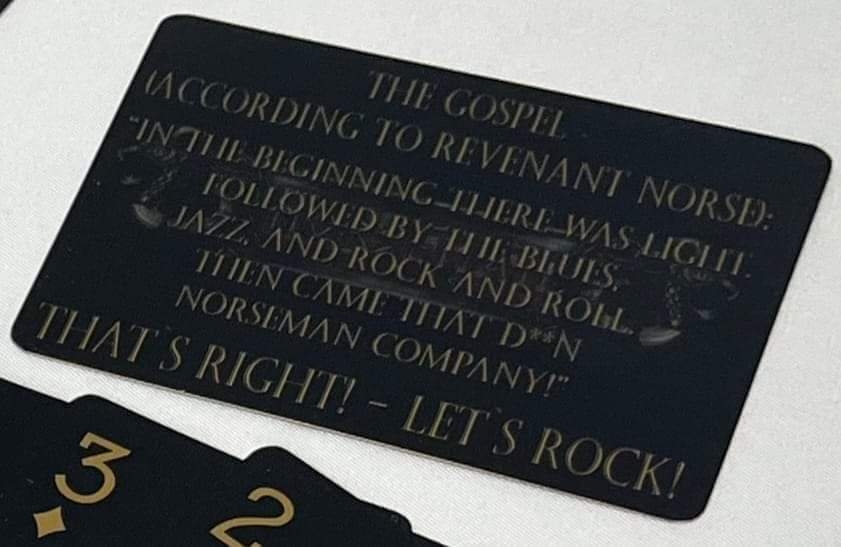 THE GOSPEL
(ACCORDING TO REVENANT NORSE):
"IN THE BEGINNING THERE WAS LIGHT.
FOLLOWED BY THE BLUES,
JAZZ, AND ROCK AND ROLL.
THEN CAME THAT D**N
NORSEMAN COMPANY!"
THAT`S RIGHT! - LET`S ROCK!
3
2